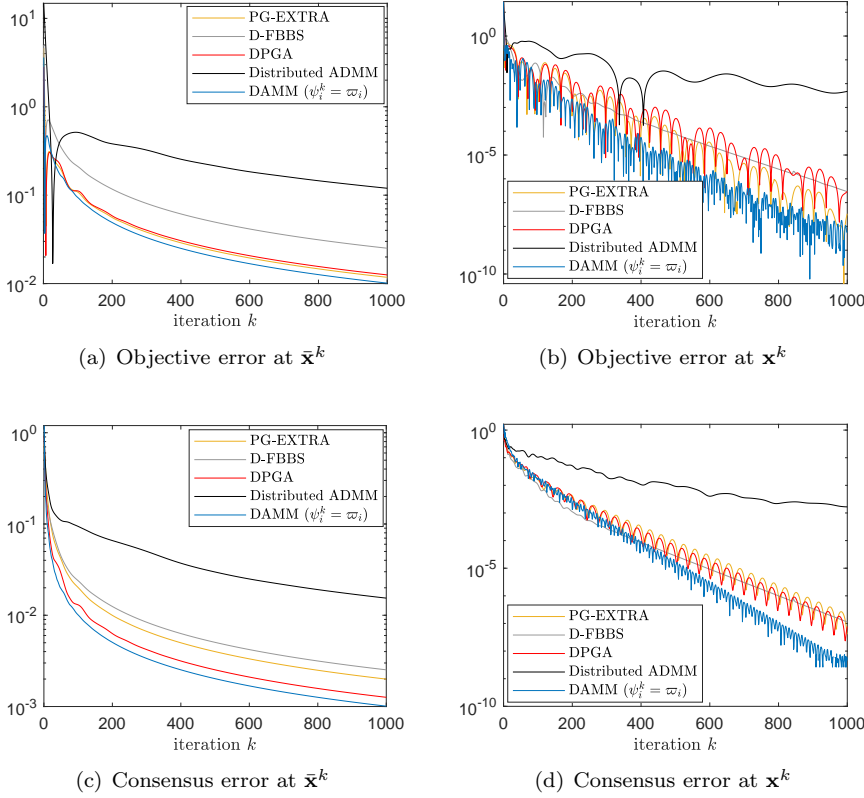 10^1
10^0
10^-1
10^-2
0 200 400 600 800 1000
iteration k
PG-EXTRA
D-FBBS
DPGA
Distributed ADMM
DAMM (ψ_i^k = ϖ_i)
(a) Objective error at x̄^k
10^0
10^-5
10^-10
0 200 400 600 800 1000
iteration k
PG-EXTRA
D-FBBS
DPGA
Distributed ADMM
DAMM (ψ_i^k = ϖ_i)
(b) Objective error at x^k
10^0
10^-1
10^-2
10^-3
0 200 400 600 800 1000
iteration k
PG-EXTRA
D-FBBS
DPGA
Distributed ADMM
DAMM (ψ_i^k = ϖ_i)
(c) Consensus error at x̄^k
10^0
10^-5
10^-10
0 200 400 600 800 1000
iteration k
PG-EXTRA
D-FBBS
DPGA
Distributed ADMM
DAMM (ψ_i^k = ϖ_i)
(d) Consensus error at x^k